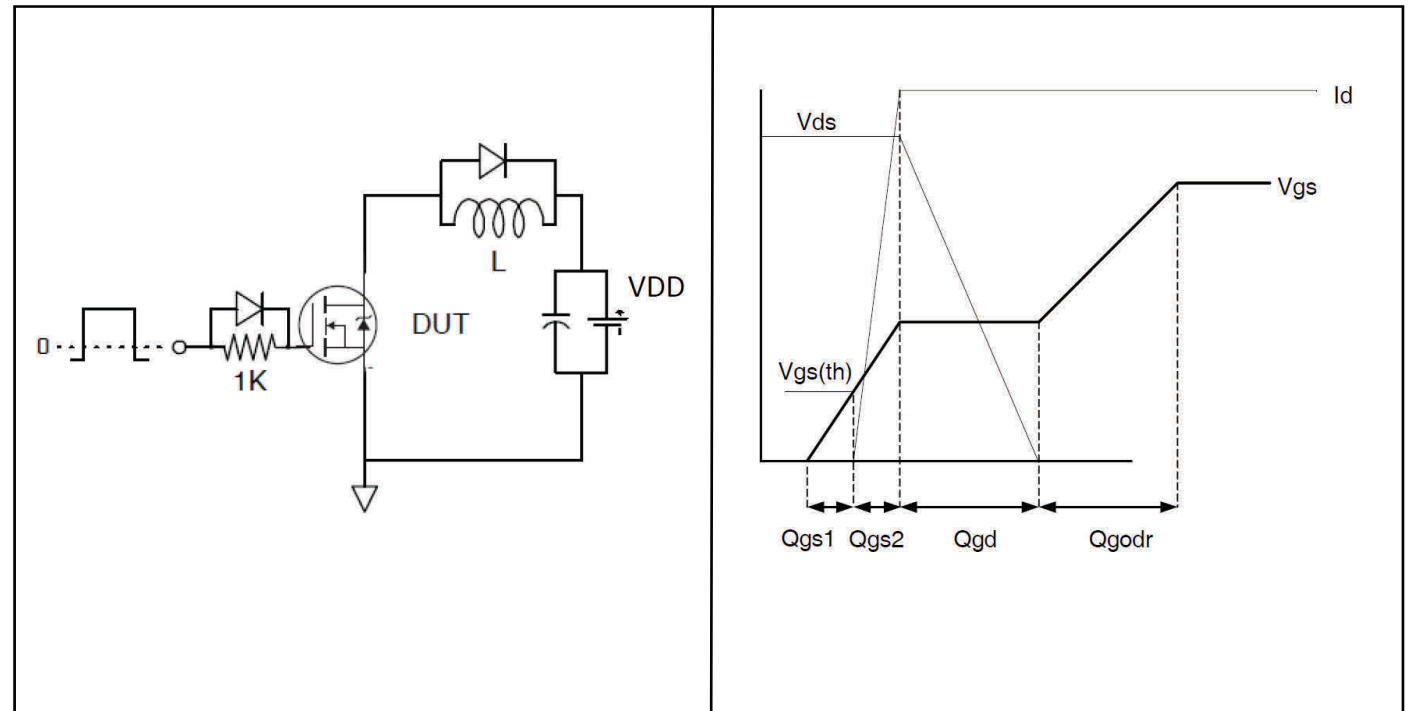 L
VDD
DUT
0
1K
Id
Vds
Vgs
Vgs(th)
Qgs1 Qgs2 Qgd Qgodr